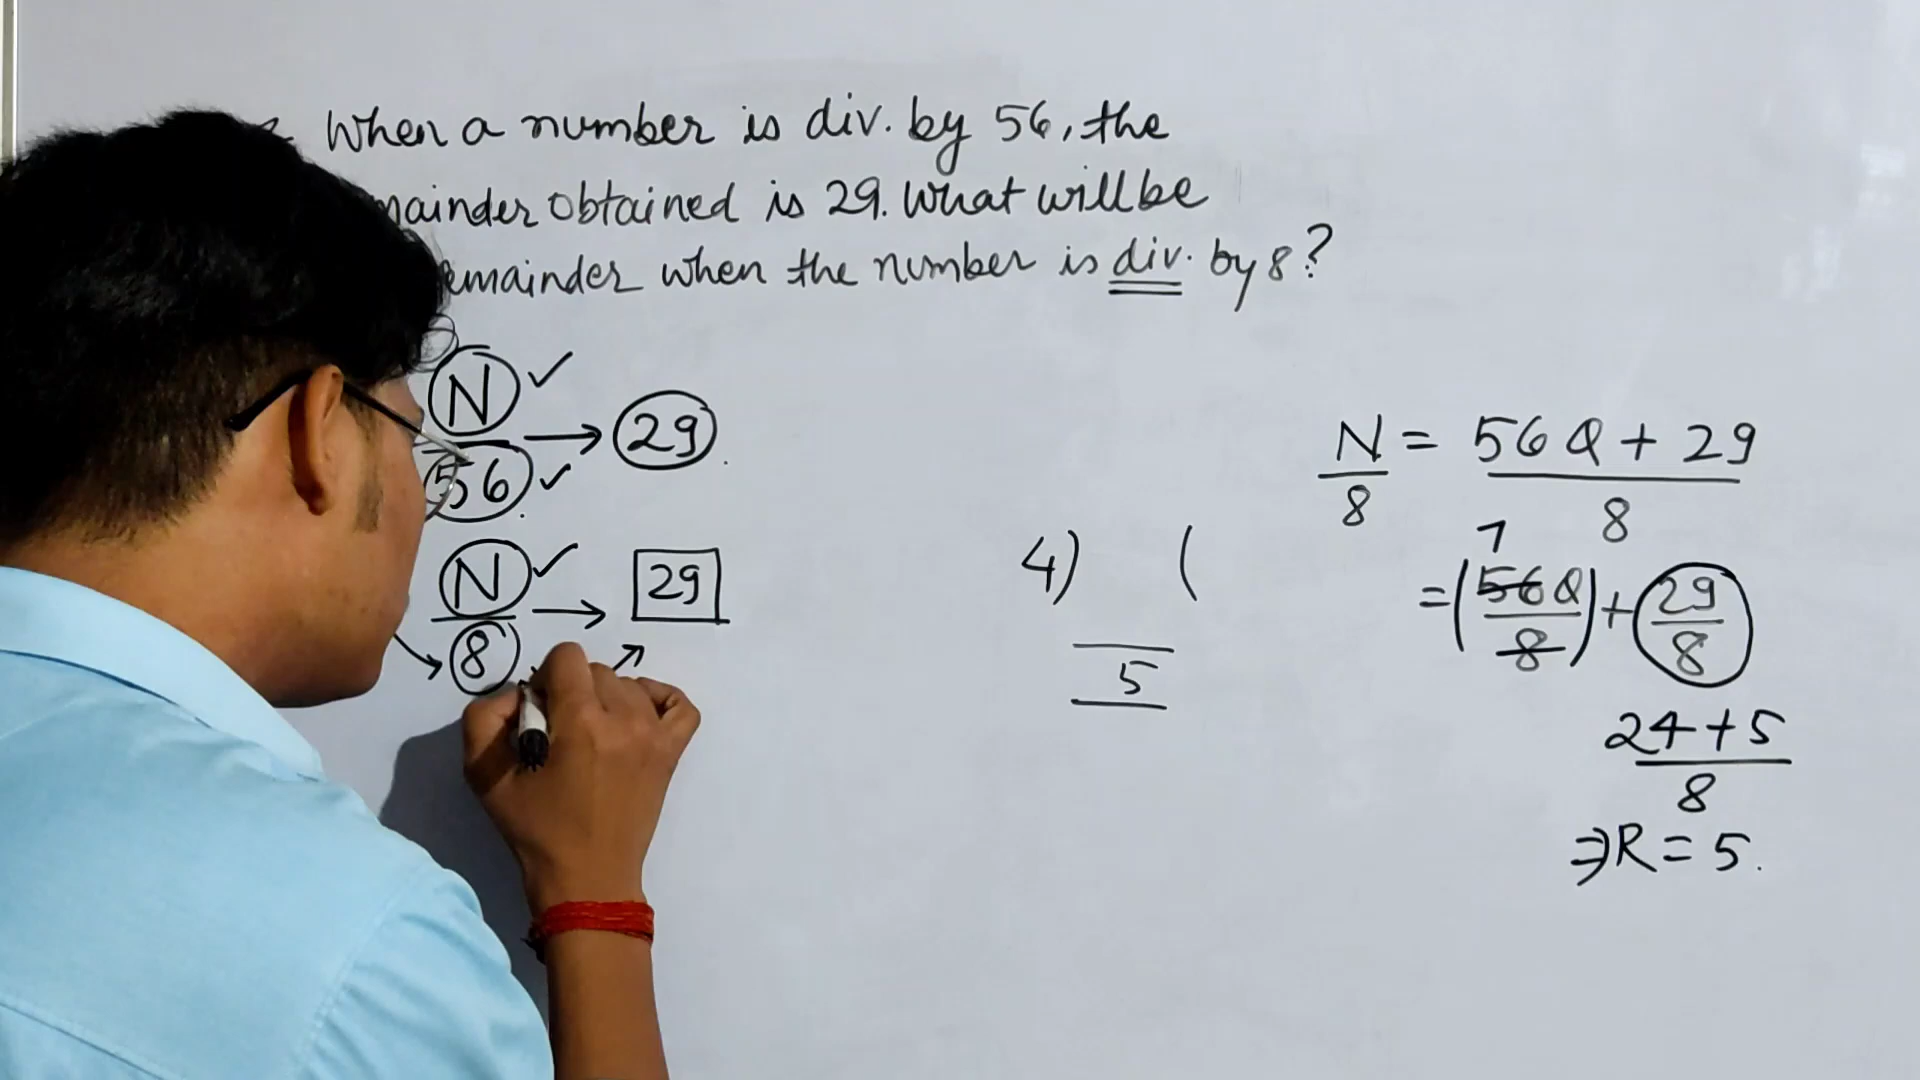 When a number is div. by 56, the
mainder obtained is 29. What will be
emainder when the number is div. by 8?
N ✓
56 ✓ → 29
N ✓
8 → 29
4) (
5
N/8 = 56Q + 29 / 8
7
= (56Q/8) + 29/8
24+5
8
⇒ R = 5.